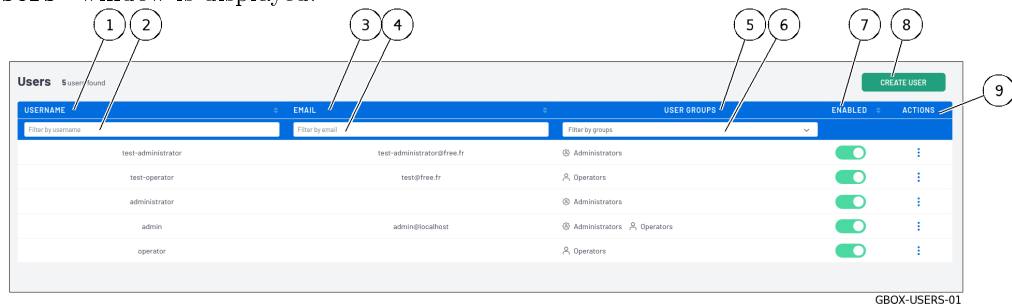 window is displayed.
1 2 3 4 5 6 7 8
Users 5 users found CREATE USER
9
USERNAME EMAIL USER GROUPS ENABLED ACTIONS
Filter by username Filter by email Filter by groups
test-administrator test-administrator@free.fr Administrators
test-operator test@free.fr Operators
administrator Administrators
admin admin@localhost Administrators Operators
operator Operators
GBOX-USERS-01